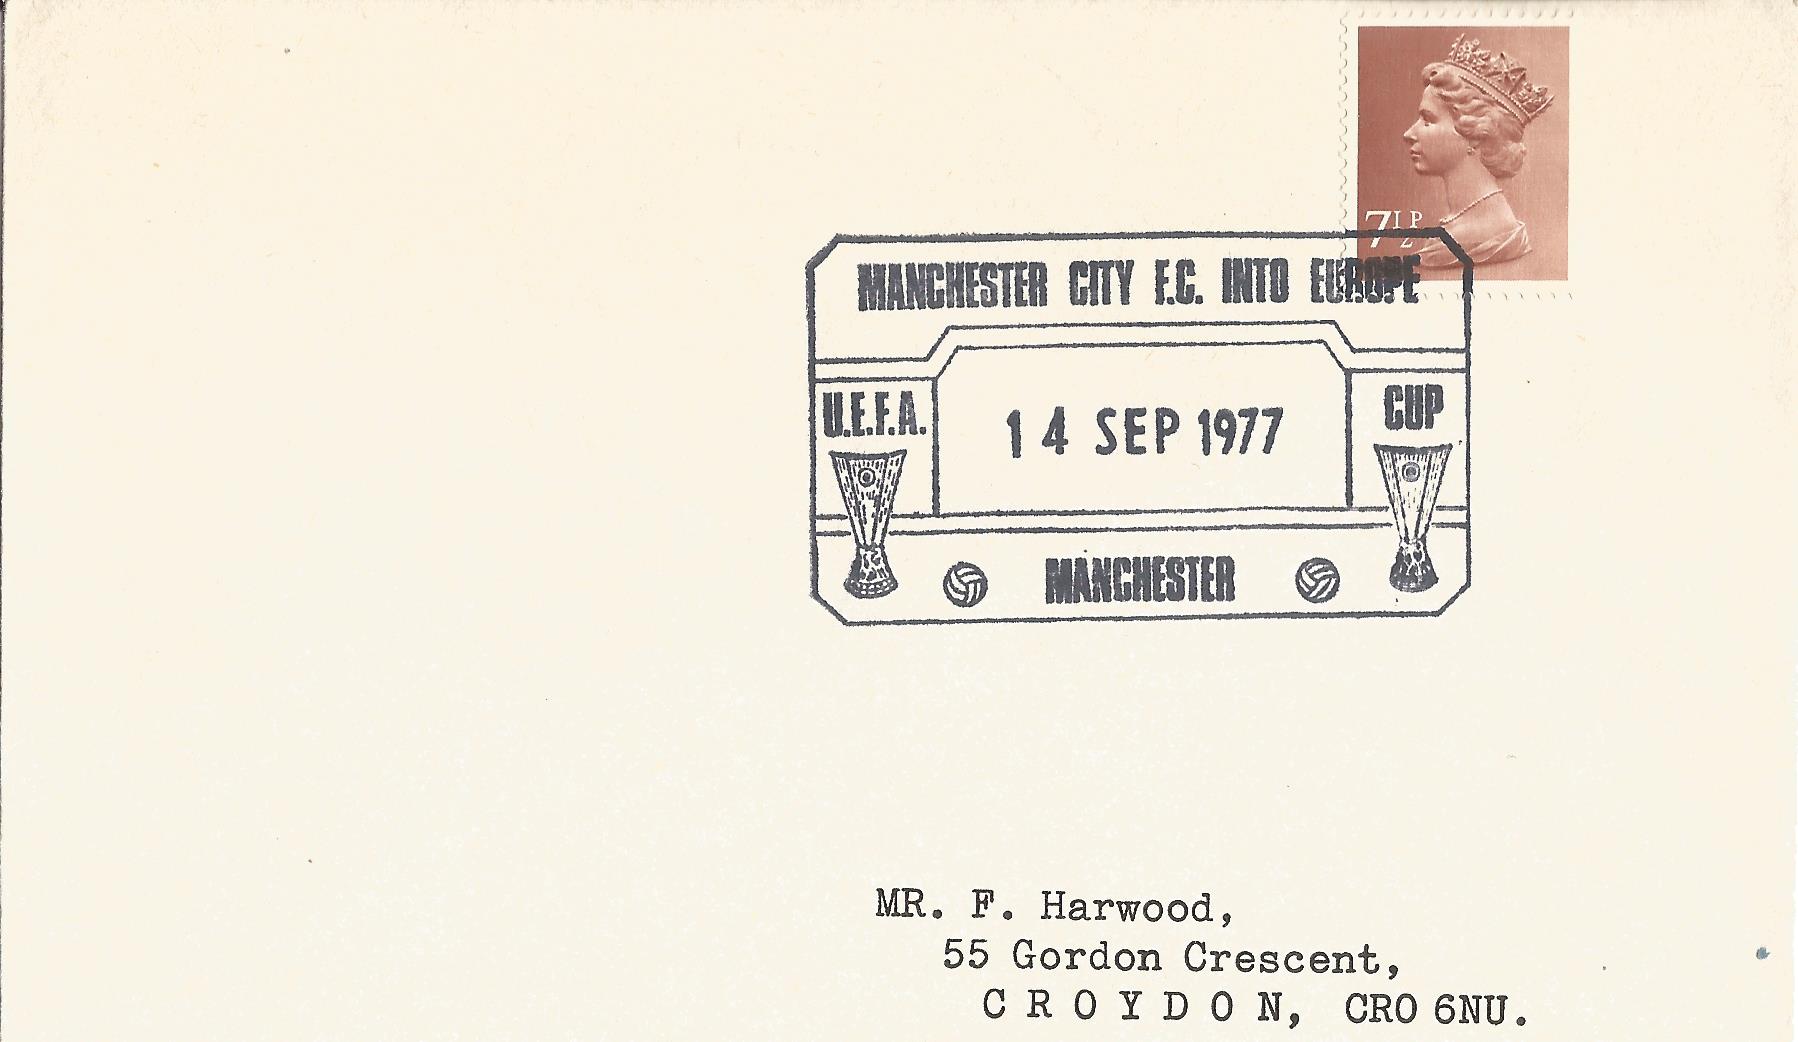 7½P
MANCHESTER CITY F.C. INTO EUROPE
U.E.F.A. CUP
14 SEP 1977
MANCHESTER
MR. F. Harwood,
55 Gordon Crescent,
CROYDON, CRO 6NU.